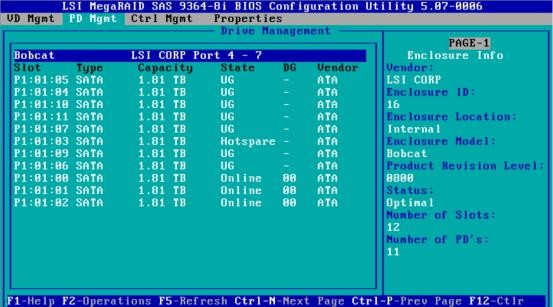 LSI MegaRAID SAS 9364-8i BIOS Configuration Utility 5.07-0006
VD Mgmt PD Mgmt Ctrl Mgmt Properties
Drive Management
Bobcat LSI CORP Port 4 - 7
Slot Type Capacity State DG Vendor
P1:01:05 SATA 1.81 TB UG - ATA
P1:01:04 SATA 1.81 TB UG - ATA
P1:01:10 SATA 1.81 TB UG - ATA
P1:01:11 SATA 1.81 TB UG - ATA
P1:01:07 SATA 1.81 TB UG - ATA
P1:01:03 SATA 1.81 TB Hotspare - ATA
P1:01:09 SATA 1.81 TB UG - ATA
P1:01:06 SATA 1.81 TB UG - ATA
P1:01:00 SATA 1.81 TB Online 00 ATA
P1:01:01 SATA 1.81 TB Online 00 ATA
P1:01:02 SATA 1.81 TB Online 00 ATA
PAGE-1
Enclosure Info
Vendor:
LSI CORP
Enclosure ID:
16
Enclosure Location:
Internal
Enclosure Model:
Bobcat
Product Revision Level:
0800
Status:
Optimal
Number of Slots:
12
Number of PD's:
11
F1-Help F2-Operations F5-Refresh Ctrl-N-Next Page Ctrl-P-Prev Page F12-Ctlr